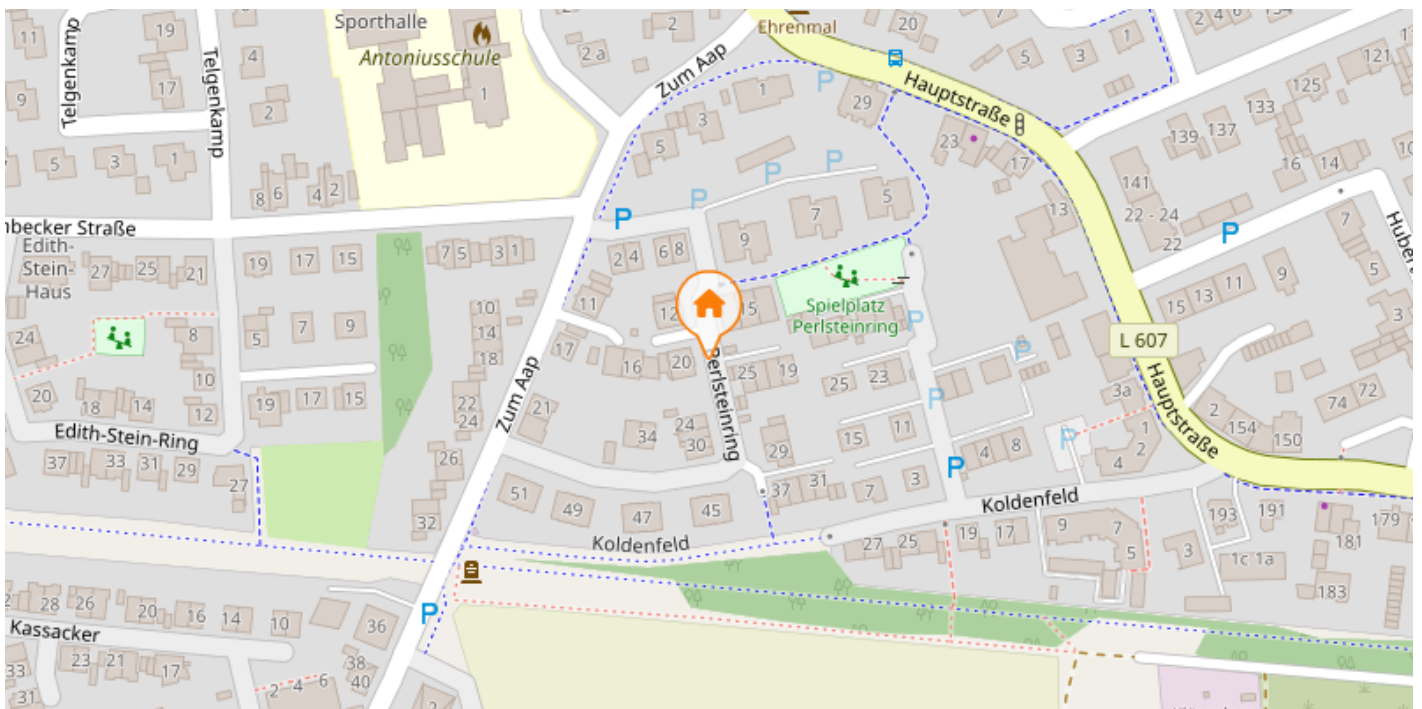 Sporthalle
Antoniusschule
Ehrenmal
Telgenkamp
Telgenkamp
Zum Aap
Hauptstraße
11
19
17
9
4
2
5
3
1
2 a
2
1
1
3
5
29
20
5
3
1
2 4 6
121
125
133
137
139
141
23
17
13
16
14
10
8 6
4 2
nbecker Straße
Edith-
Stein-
Haus
27 25 21
19 17 15
7 5 3 1
2 4
6 8
9
7
5
22 - 24
22
7
Spielplatz
Perlsteinring
11
12
15
10
14
18
17
16
20
25
19
25
23
15 13 11
9
3
L 607
Hauptstraße
24
8
10
5
7
9
20
18
14
12
19 17 15
22
24
21
34
24
30
Perlsteinring
29
15
11
4 8
3a
1
2
4
2
154
150
74
72
Edith-Stein-Ring
37 33 31 29
27
26
32
Zum Aap
51
49
47
45
37 31
7
3
Koldenfeld
Koldenfeld
27 25
19 17
9
7
5
3
193
191
1c 1a
181
179
183
28 26 20 16 14 10
36
Kassacker
33
31
23 21 17
2 4 6
38
40
2
P
P
P
P
P
P
P
P
P
P
P
P